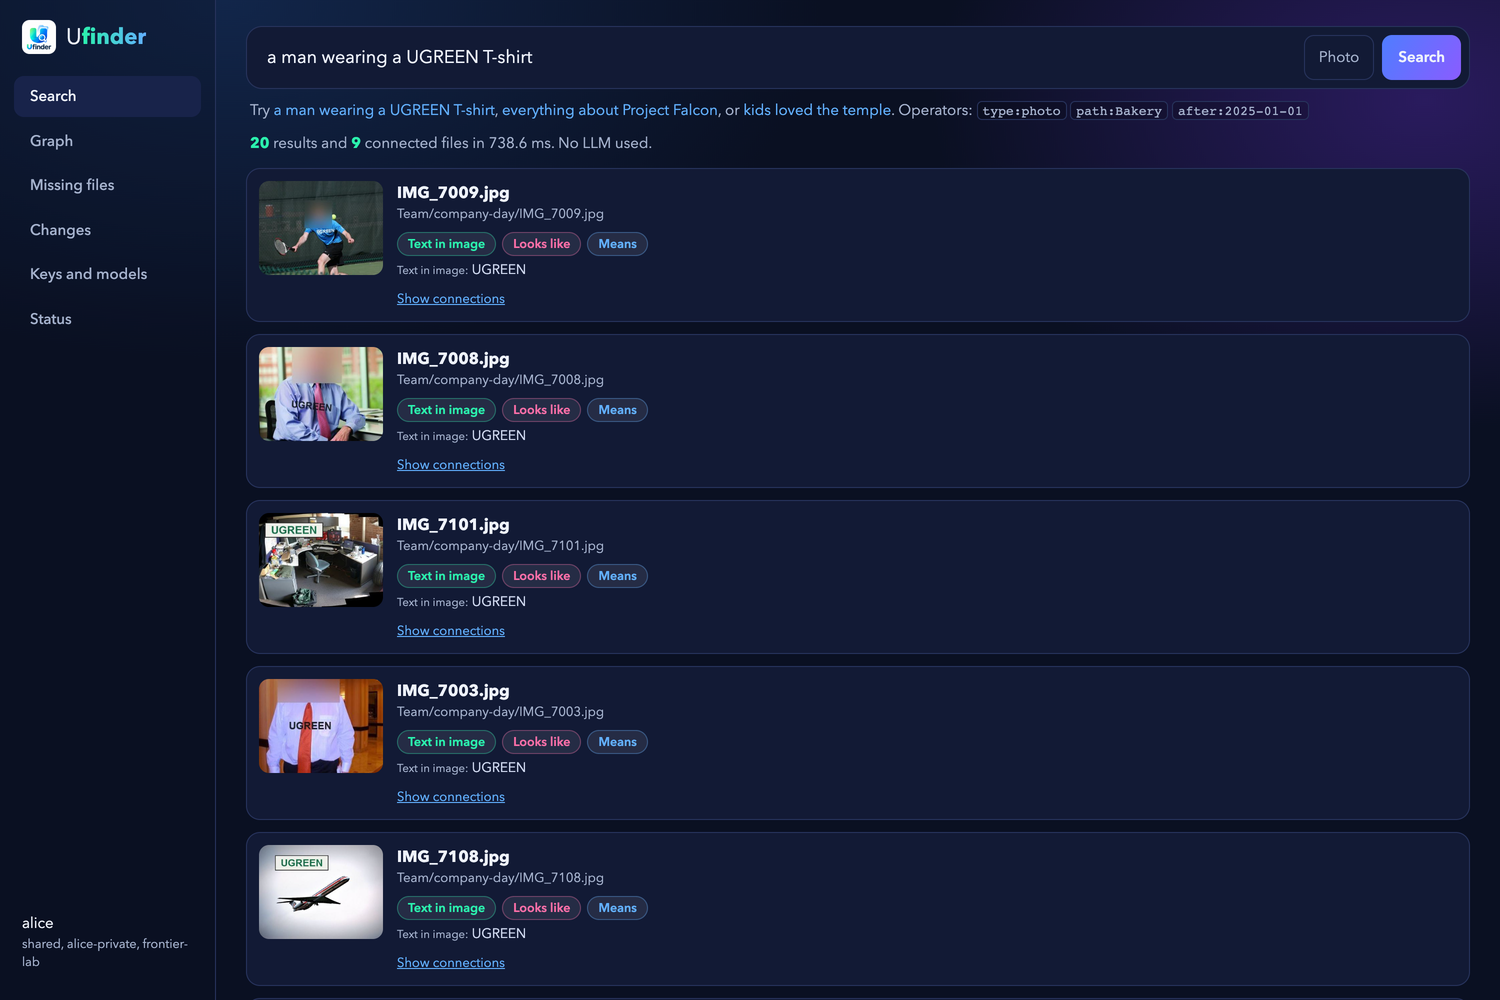 Ufinder
Ufinder
a man wearing a UGREEN T-shirt
Photo
Search
Search
Graph
Missing files
Changes
Keys and models
Status
Try a man wearing a UGREEN T-shirt, everything about Project Falcon, or kids loved the temple. Operators: type:photo path:Bakery after:2025-01-01
20 results and 9 connected files in 738.6 ms. No LLM used.
UGREEN
IMG_7009.jpg
Team/company-day/IMG_7009.jpg
Text in image Looks like Means
Text in image: UGREEN
Show connections
UGREEN
IMG_7008.jpg
Team/company-day/IMG_7008.jpg
Text in image Looks like Means
Text in image: UGREEN
Show connections
UGREEN
IMG_7101.jpg
Team/company-day/IMG_7101.jpg
Text in image Looks like Means
Text in image: UGREEN
Show connections
UGREEN
IMG_7003.jpg
Team/company-day/IMG_7003.jpg
Text in image Looks like Means
Text in image: UGREEN
Show connections
UGREEN
IMG_7108.jpg
Team/company-day/IMG_7108.jpg
Text in image Looks like Means
Text in image: UGREEN
Show connections
alice
shared, alice-private, frontier-
lab